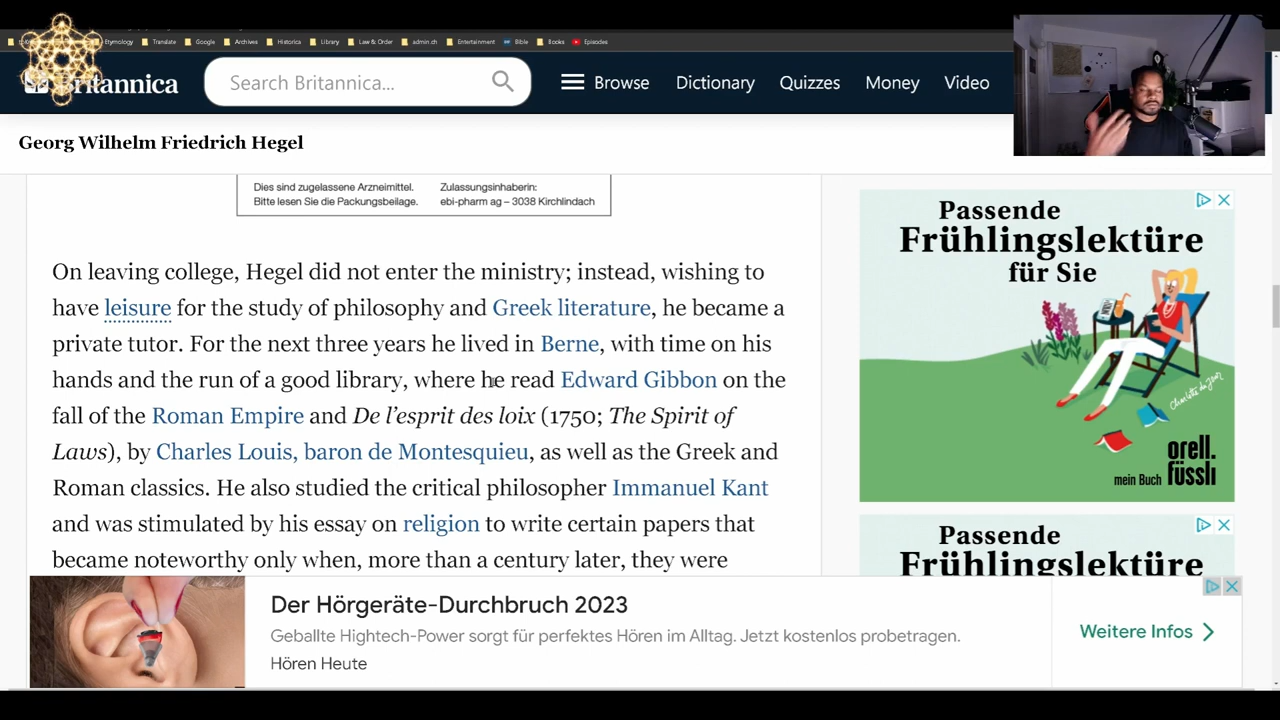 Etymology
Translate
Google
Archives
Historica
Library
Law & Order
admin.ch
Entertainment
Bible
Books
Episodes
Britannica
Search Britannica...
Browse
Dictionary
Quizzes
Money
Video
Georg Wilhelm Friedrich Hegel
Dies sind zugelassene Arzneimittel.
Bitte lesen Sie die Packungsbeilage.
Zulassungsinhaberin:
ebi-pharm ag – 3038 Kirchlindach
On leaving college, Hegel did not enter the ministry; instead, wishing to
have leisure for the study of philosophy and Greek literature, he became a
private tutor. For the next three years he lived in Berne, with time on his
hands and the run of a good library, where he read Edward Gibbon on the
fall of the Roman Empire and De l’esprit des loix (1750; The Spirit of
Laws), by Charles Louis, baron de Montesquieu, as well as the Greek and
Roman classics. He also studied the critical philosopher Immanuel Kant
and was stimulated by his essay on religion to write certain papers that
became noteworthy only when, more than a century later, they were
Passende
Frühlingslektüre
für Sie
orell.
füssli
mein Buch
Passende
Frühlingslektüre
Der Hörgeräte-Durchbruch 2023
Geballte Hightech-Power sorgt für perfektes Hören im Alltag. Jetzt kostenlos probetragen.
Hören Heute
Weitere Infos